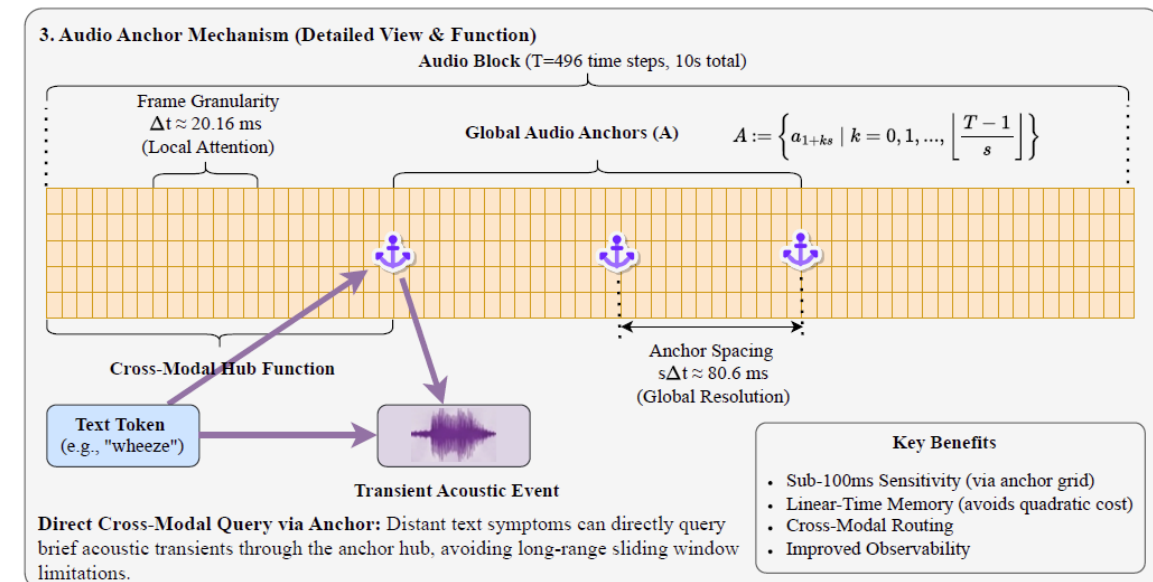 3. Audio Anchor Mechanism (Detailed View & Function)
Audio Block (T=496 time steps, 10s total)
Frame Granularity
Δt ≈ 20.16 ms
(Local Attention)
Global Audio Anchors (A)
A := { a_{1+ks} | k = 0, 1, ..., ⌊ (T − 1) / s ⌋ }
Cross-Modal Hub Function
Anchor Spacing
sΔt ≈ 80.6 ms
(Global Resolution)
Text Token
(e.g., "wheeze")
Transient Acoustic Event
Direct Cross-Modal Query via Anchor: Distant text symptoms can directly query
brief acoustic transients through the anchor hub, avoiding long-range sliding window
limitations.
Key Benefits
• Sub-100ms Sensitivity (via anchor grid)
• Linear-Time Memory (avoids quadratic cost)
• Cross-Modal Routing
• Improved Observability